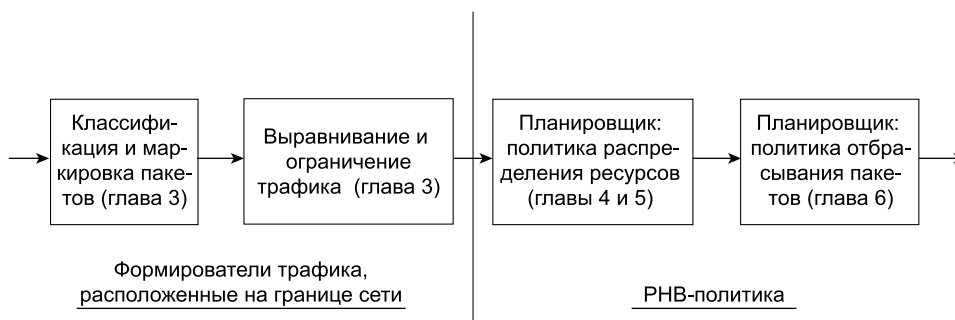 Классифи-
кация и мар-
кировка паке-
тов (глава 3)
Выравнивание и
ограничение
трафика (глава 3)
Планировщик:
политика распре-
деления ресурсов
(главы 4 и 5)
Планировщик:
политика отбра-
сывания паке-
тов (глава 6)
Формирователи трафика,
расположенные на границе сети
PHB-политика